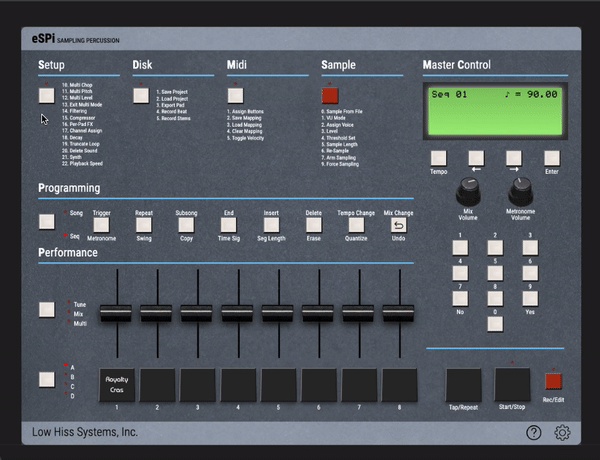 eSPi SAMPLING PERCUSSION
Setup
Disk
Midi
Sample
Master Control
10. Multi Chop
11. Multi Pitch
12. Multi Level
13. Exit Multi Mode
14. Filtering
15. Compressor
16. Per-Pad FX
17. Channel Assign
18. Decay
19. Truncate Loop
20. Delete Sound
21. Synth
22. Playback Speed
1. Save Project
2. Load Project
3. Export Pad
4. Record Beat
5. Record Stems
1. Assign Buttons
2. Save Mapping
3. Load Mapping
4. Clear Mapping
5. Toggle Velocity
0. Sample From File
1. VU Mode
2. Assign Voice
3. Level
4. Threshold Set
5. Sample Length
6. Re-Sample
7. Arm Sampling
9. Force Sampling
Seq 01 ♪ = 90.00
Tempo ← → Enter
Mix Volume
Metronome Volume
Programming
Song
Seq
Trigger Repeat Subsong End Insert Delete Tempo Change Mix Change
Metronome Swing Copy Time Sig Seg Length Erase Quantize Undo
1 2 3
4 5 6
7 8 9
No 0 Yes
Performance
Tune
Mix
Multi
A
B
C
D
Royalty
Cras
1 2 3 4 5 6 7 8
Tap/Repeat Start/Stop Rec/Edit
Low Hiss Systems, Inc. ?